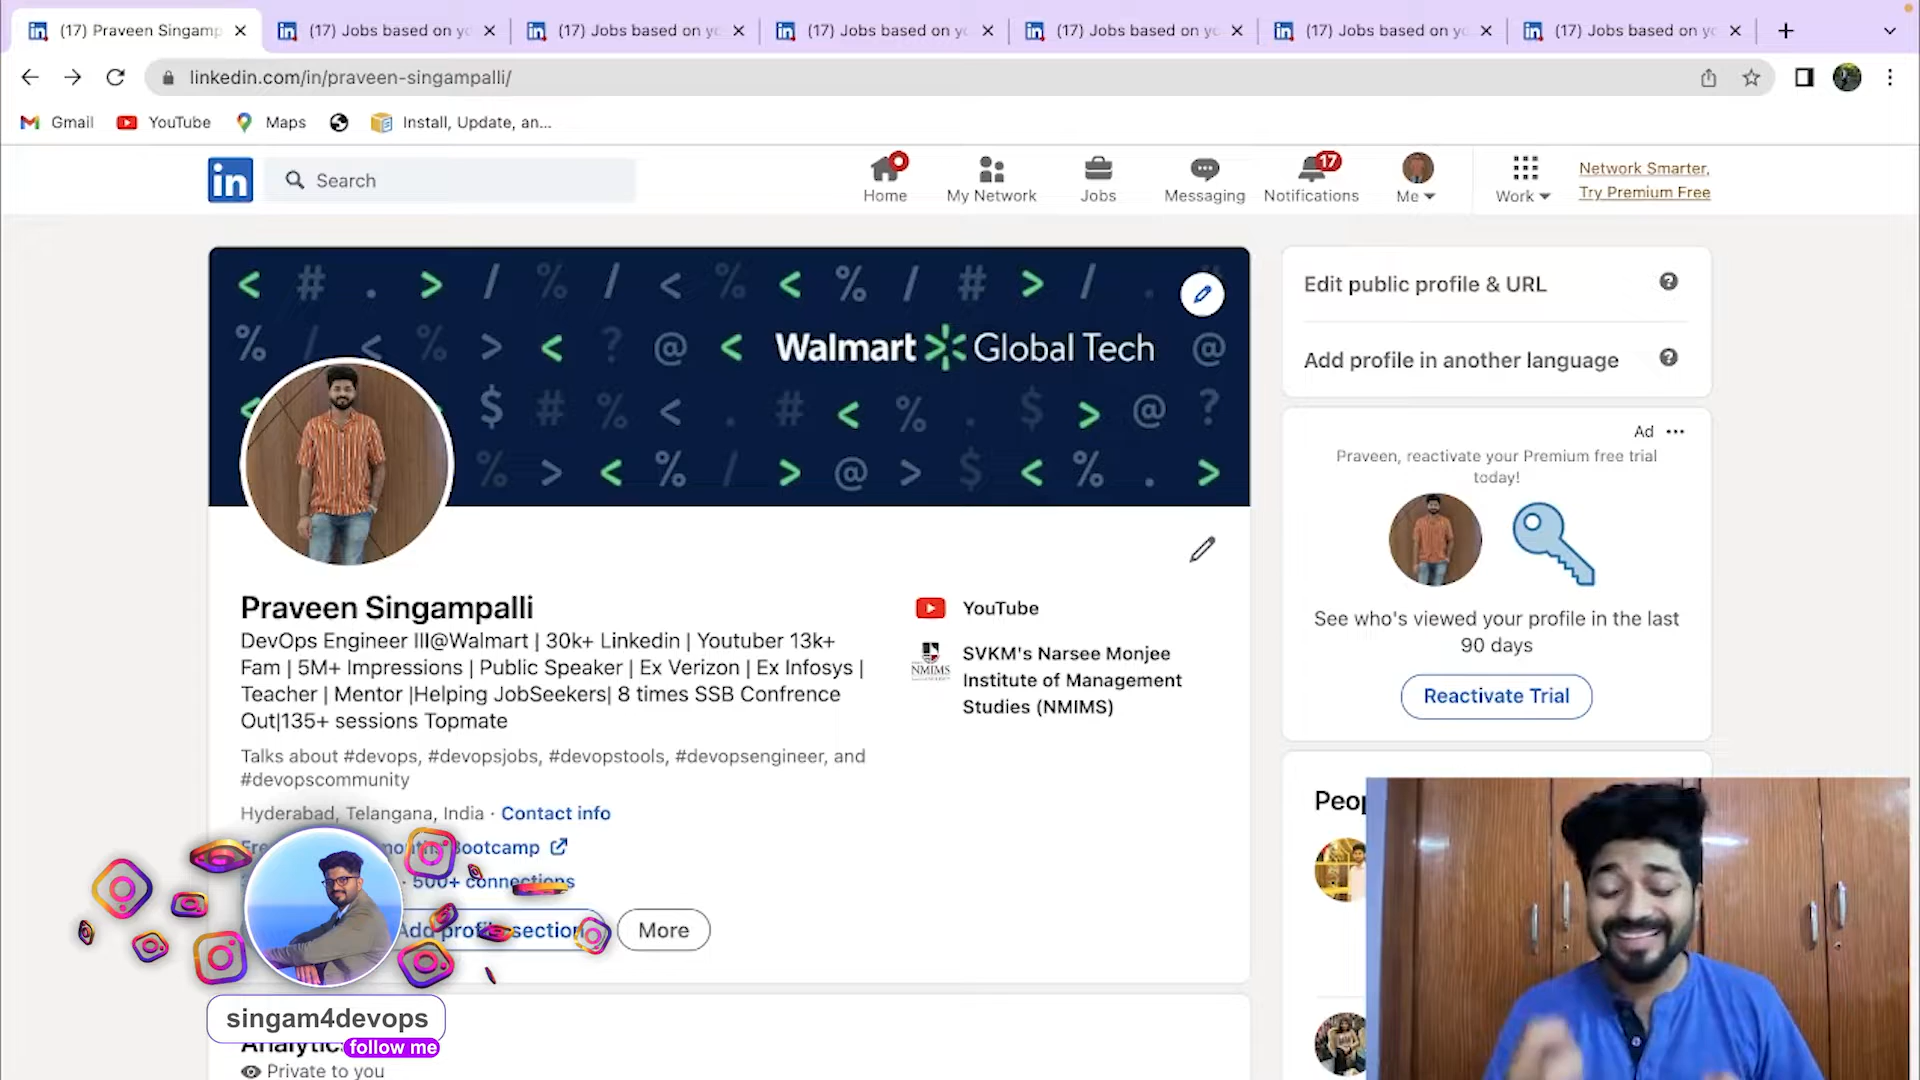 (17) Praveen Singamp
(17) Jobs based on yo
(17) Jobs based on yo
(17) Jobs based on yo
(17) Jobs based on yo
(17) Jobs based on yo
(17) Jobs based on yo
linkedin.com/in/praveen-singampalli/
Gmail
YouTube
Maps
Install, Update, an...
in
Search
Home
My Network
Jobs
Messaging
17
Notifications
Me
Work
Network Smarter,
Try Premium Free
Walmart Global Tech
Edit public profile & URL
Add profile in another language
Ad
Praveen, reactivate your Premium free trial
today!
See who's viewed your profile in the last
90 days
Reactivate Trial
Praveen Singampalli
DevOps Engineer III@Walmart | 30k+ Linkedin | Youtuber 13k+
Fam | 5M+ Impressions | Public Speaker | Ex Verizon | Ex Infosys |
Teacher | Mentor |Helping JobSeekers| 8 times SSB Confrence
Out|135+ sessions Topmate
Talks about #devops, #devopsjobs, #devopstools, #devopsengineer, and
#devopscommunity
Hyderabad, Telangana, India · Contact info
Bootcamp
500+ connections
Add profile section
More
YouTube
NMIMS
SVKM's Narsee Monjee
Institute of Management
Studies (NMIMS)
singam4devops
follow me
Analytics
Private to you